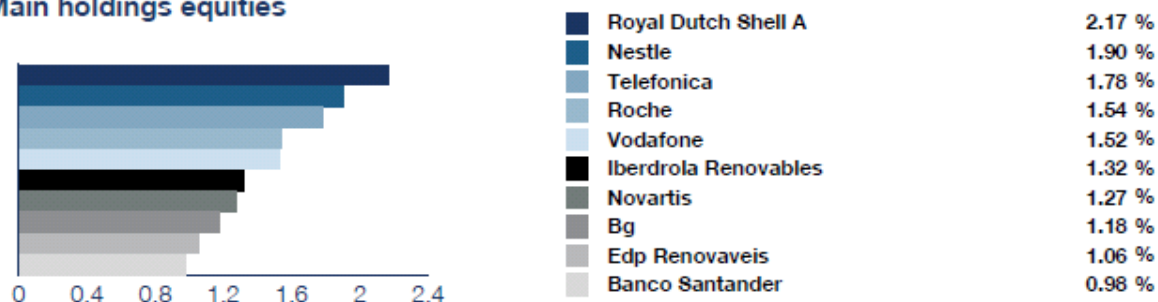 Main holdings equities
0 0.4 0.8 1.2 1.6 2 2.4
Royal Dutch Shell A 2.17 %
Nestle 1.90 %
Telefonica 1.78 %
Roche 1.54 %
Vodafone 1.52 %
Iberdrola Renovables 1.32 %
Novartis 1.27 %
Bg 1.18 %
Edp Renovaveis 1.06 %
Banco Santander 0.98 %